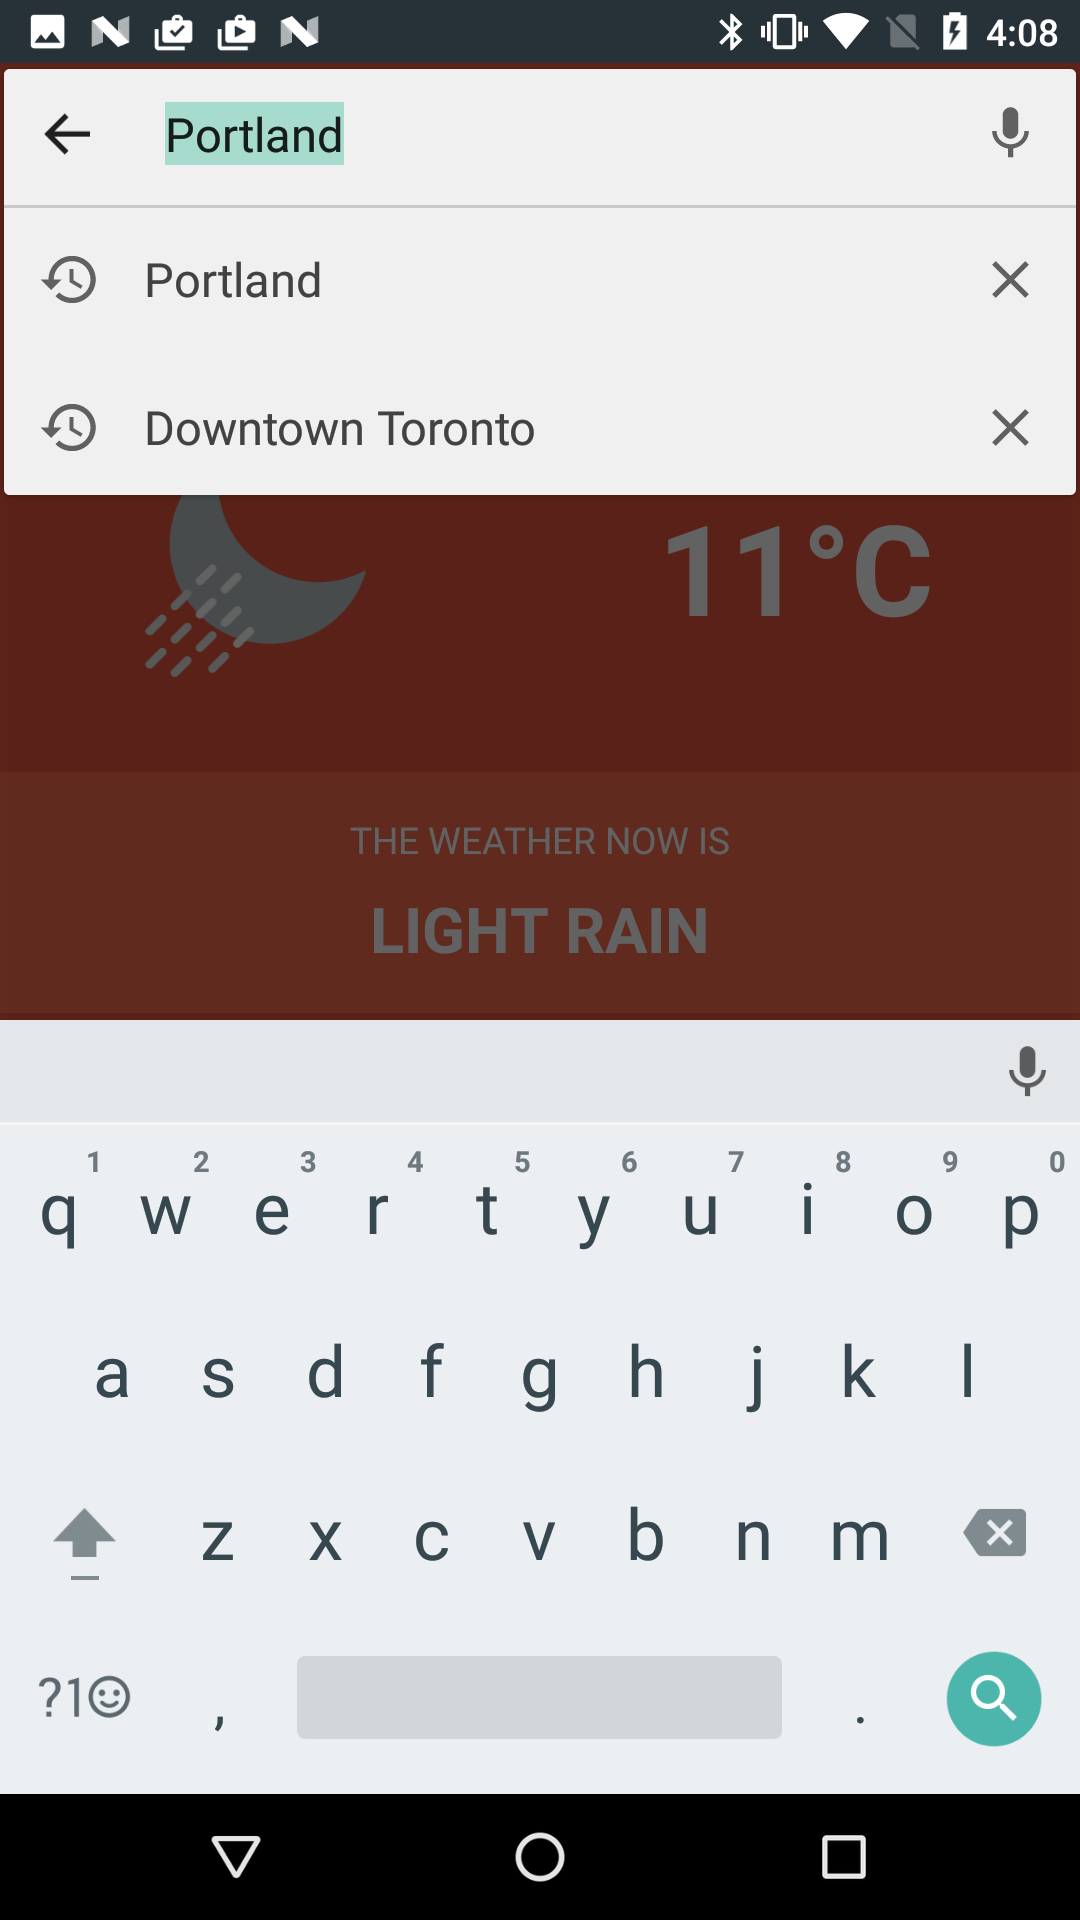 4:08
Portland
Portland
Downtown Toronto
11°C
THE WEATHER NOW IS
LIGHT RAIN
1 2 3 4 5 6 7 8 9 0
q w e r t y u i o p
a s d f g h j k l
z x c v b n m
?1☺ , .